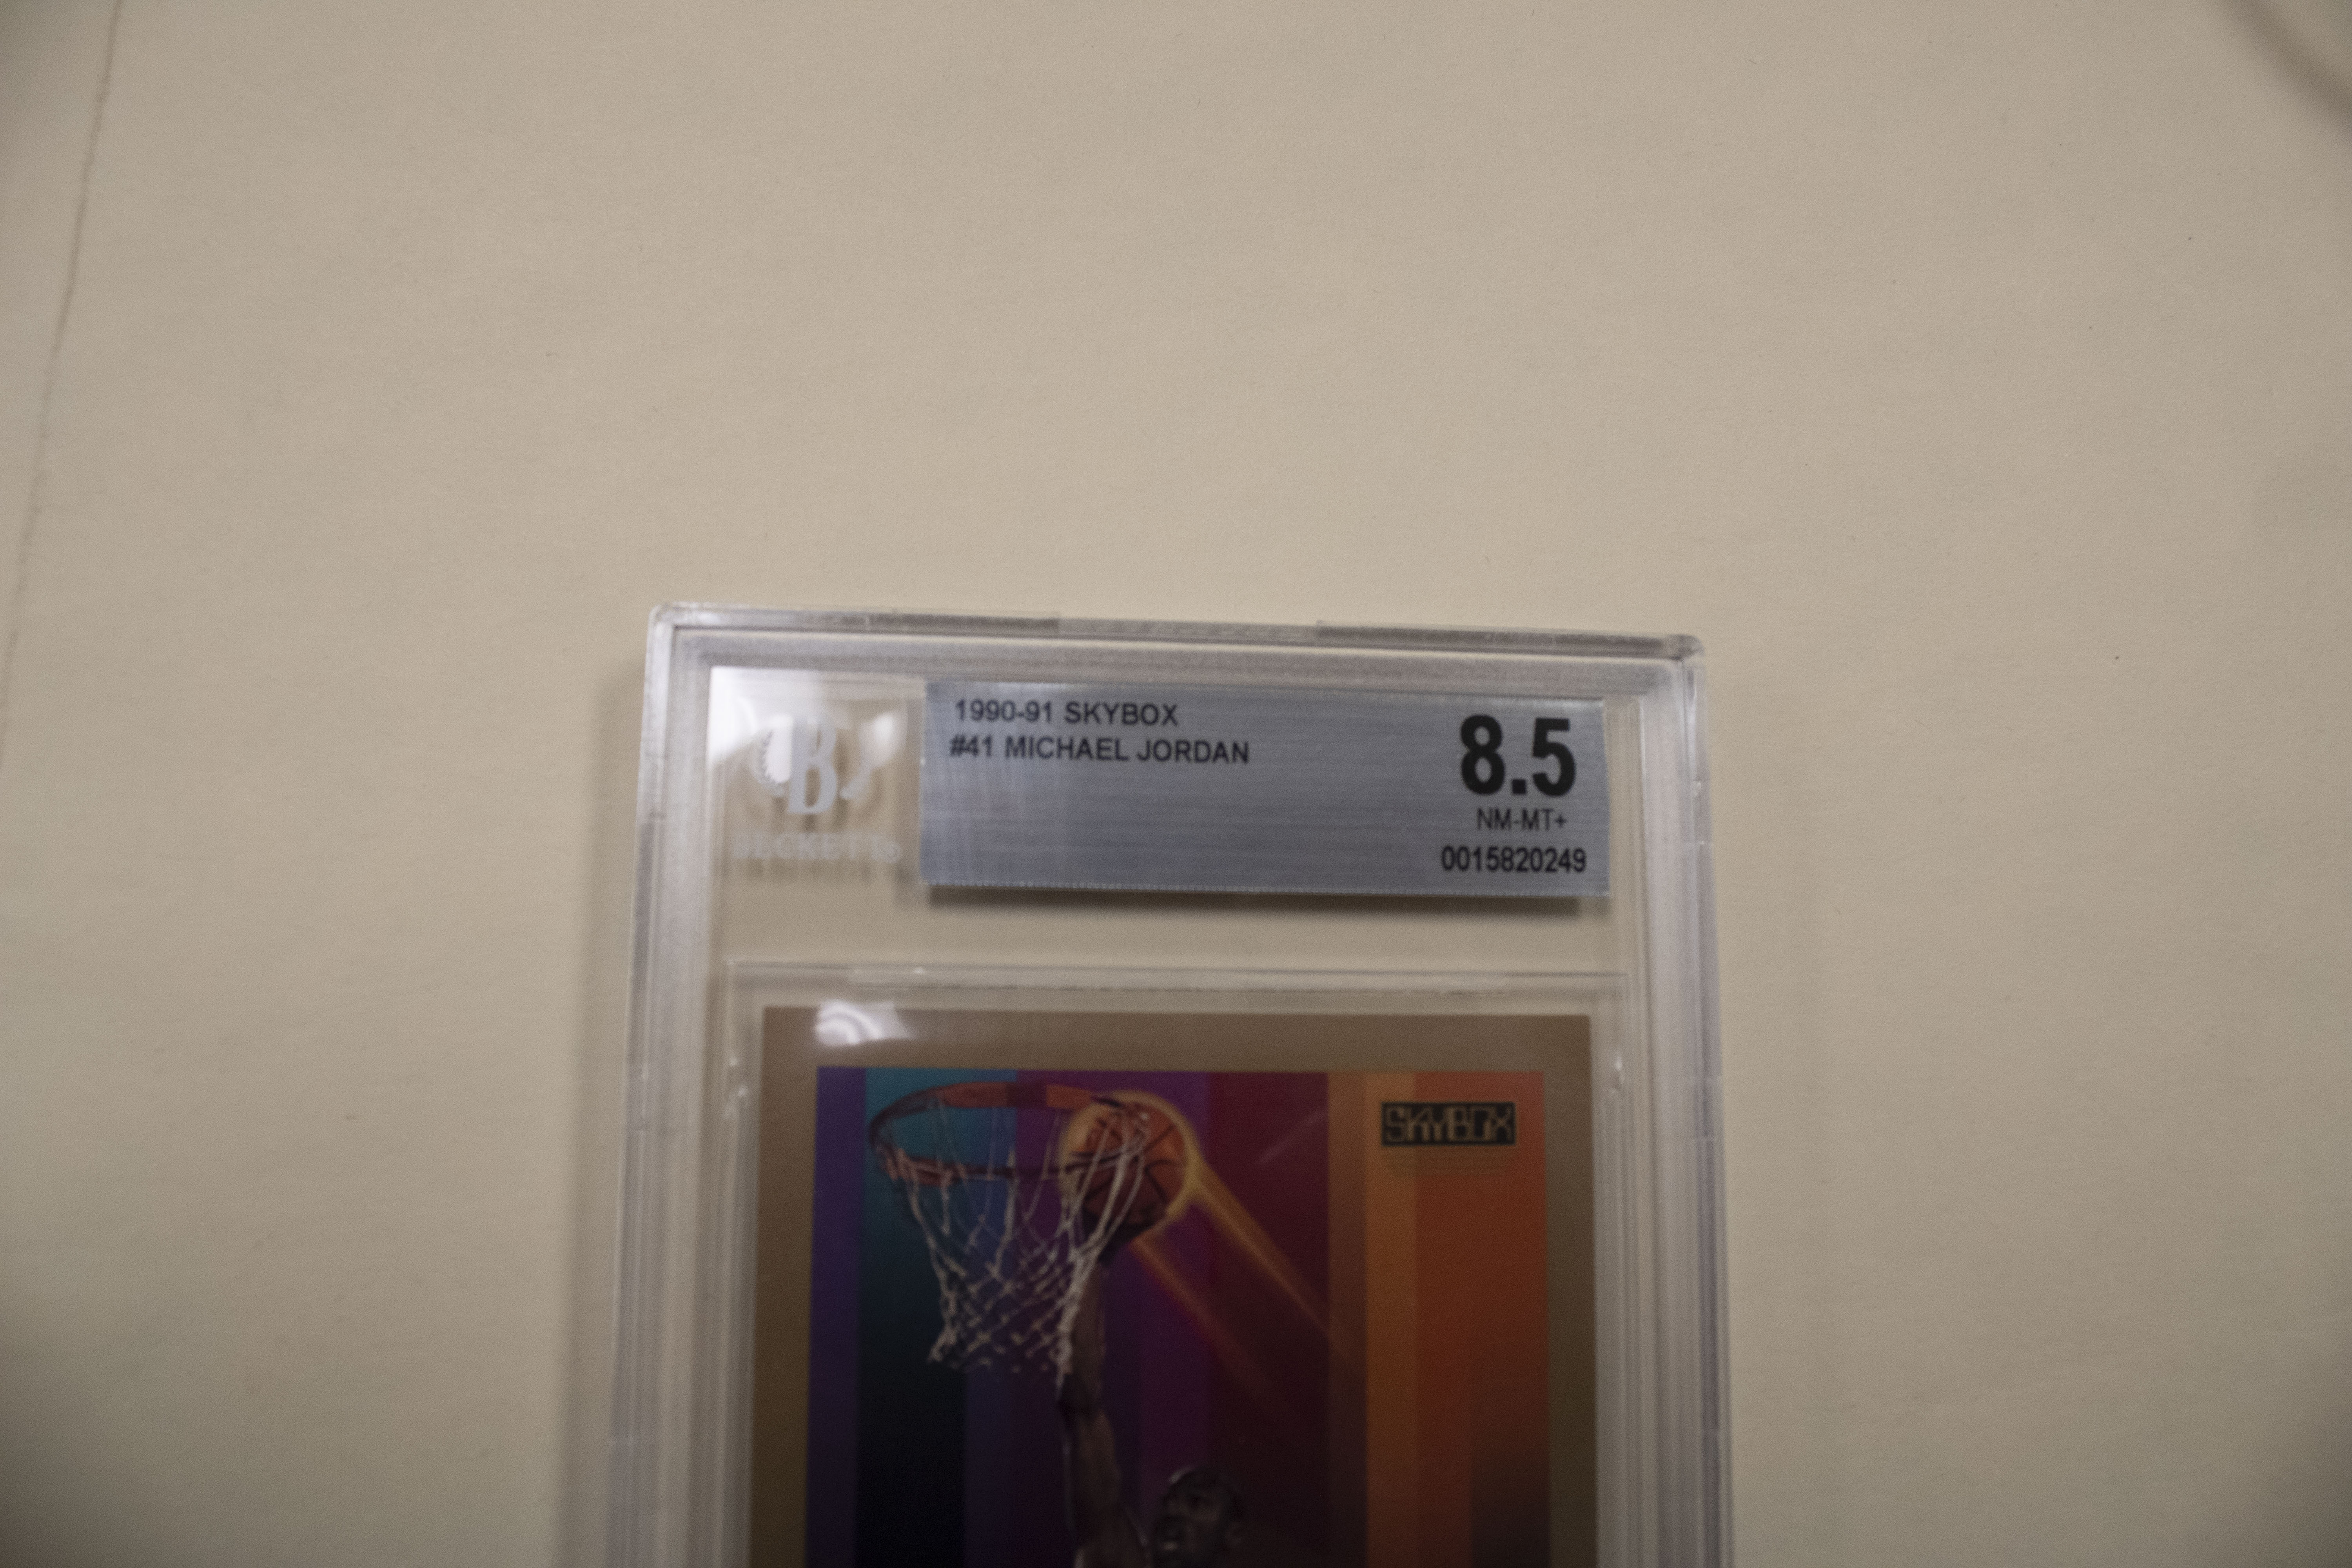 1990-91 SKYBOX
#41 MICHAEL JORDAN
8.5
NM-MT+
0015820249
B
BECKETT®
SKYBOX